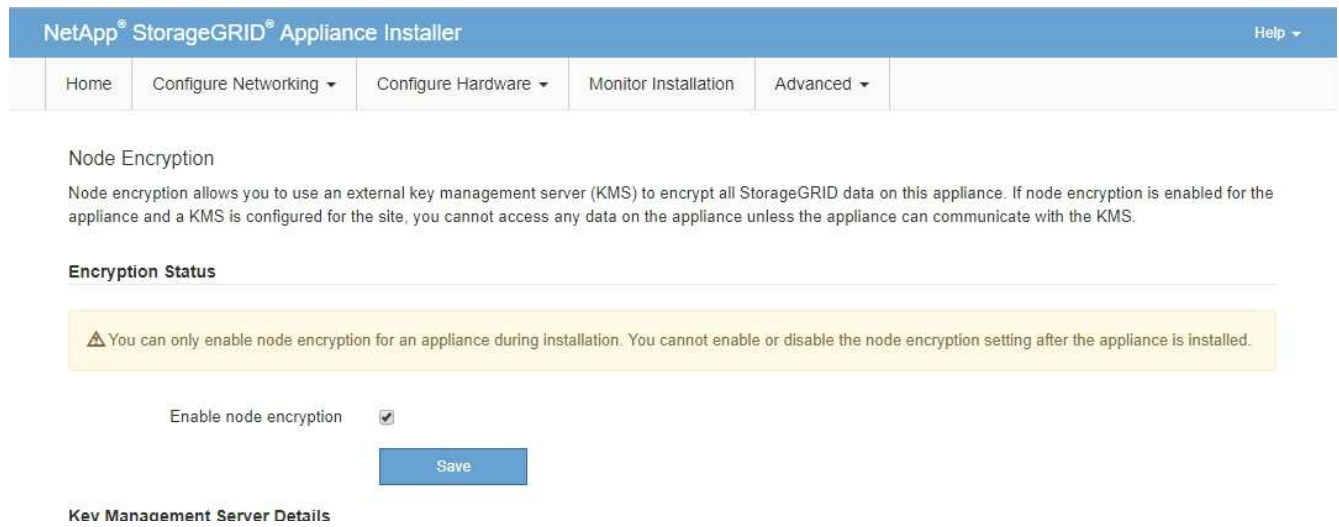 NetApp® StorageGRID® Appliance Installer
Help
Home
Configure Networking
Configure Hardware
Monitor Installation
Advanced
Node Encryption
Node encryption allows you to use an external key management server (KMS) to encrypt all StorageGRID data on this appliance. If node encryption is enabled for the
appliance and a KMS is configured for the site, you cannot access any data on the appliance unless the appliance can communicate with the KMS.
Encryption Status
You can only enable node encryption for an appliance during installation. You cannot enable or disable the node encryption setting after the appliance is installed.
Enable node encryption
Save
Key Management Server Details